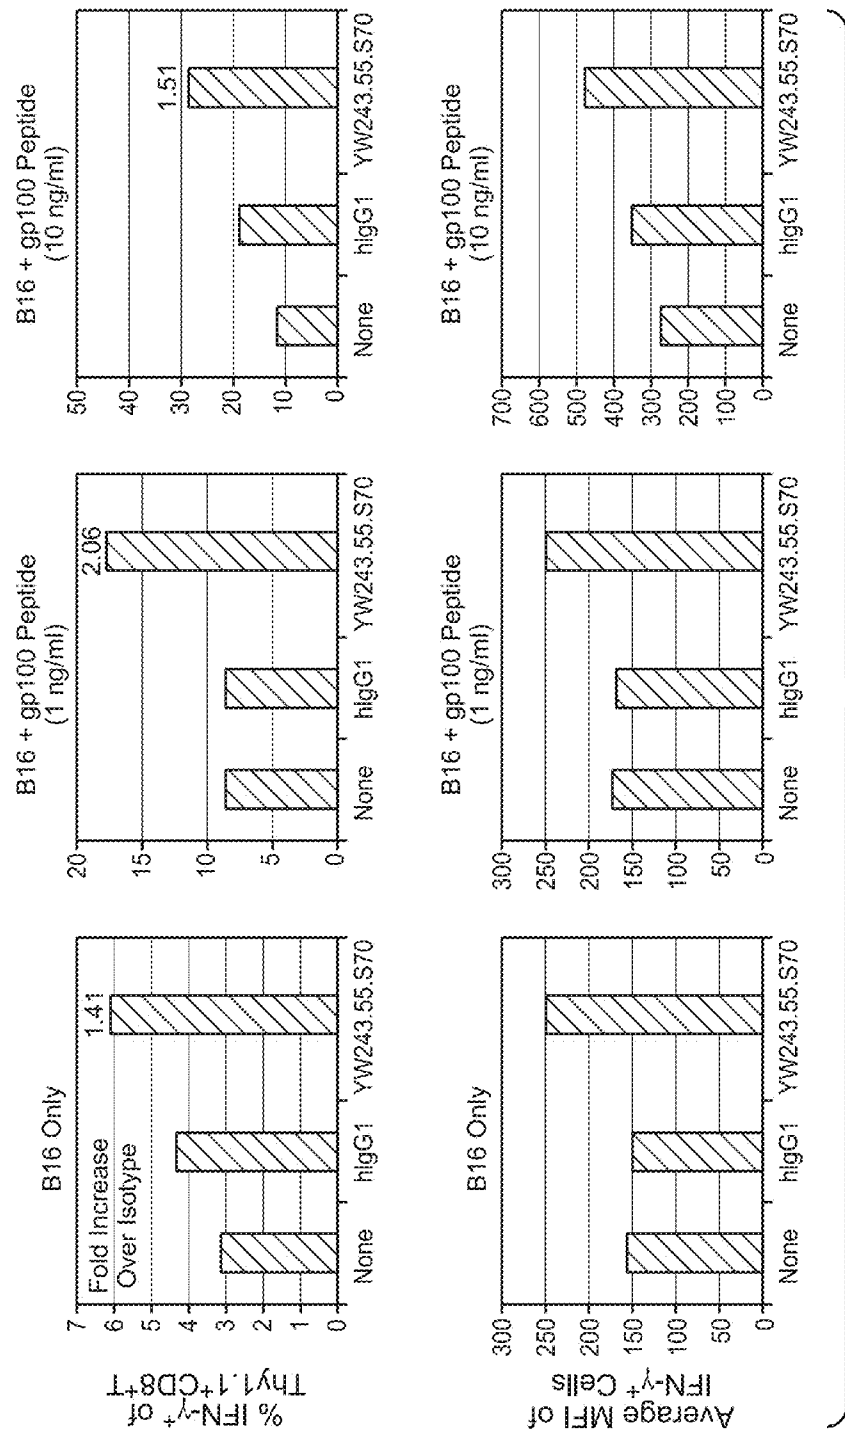 B16 Only
Fold Increase
Over Isotype
% IFN-γ⁺ of
Thy1.1⁺CD8⁺T
7
6
5
4
3
2
1
0
1.41
None
hIgG1
YW243.55.S70
B16 + gp100 Peptide
(1 ng/ml)
20
15
10
5
0
2.06
None
hIgG1
YW243.55.S70
B16 + gp100 Peptide
(10 ng/ml)
50
40
30
20
10
0
1.51
None
hIgG1
YW243.55.S70
B16 Only
Average MFI of
IFN-γ⁺ Cells
300
250
200
150
100
50
0
None
hIgG1
YW243.55.S70
B16 + gp100 Peptide
(1 ng/ml)
300
250
200
150
100
50
0
None
hIgG1
YW243.55.S70
B16 + gp100 Peptide
(10 ng/ml)
700
600
500
400
300
200
100
0
None
hIgG1
YW243.55.S70